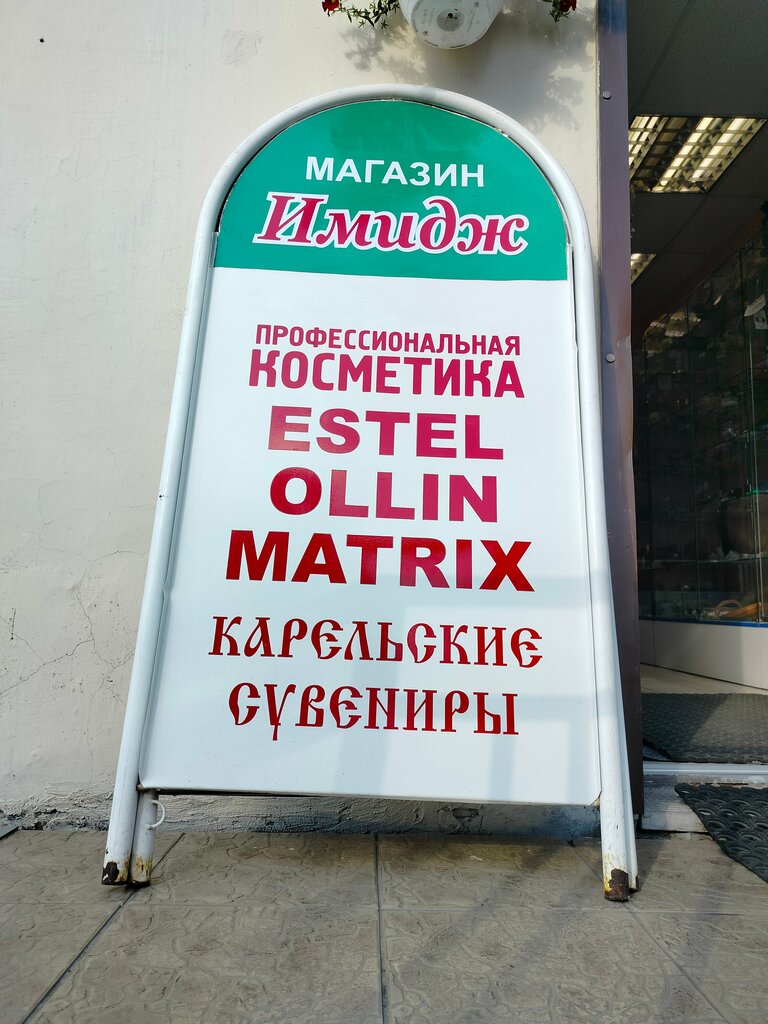 МАГАЗИН
Имидж
ПРОФЕССИОНАЛЬНАЯ
КОСМЕТИКА
ESTEL
OLLIN
MATRIX
КАРЕЛЬСКИЕ
СУВЕНИРЫ